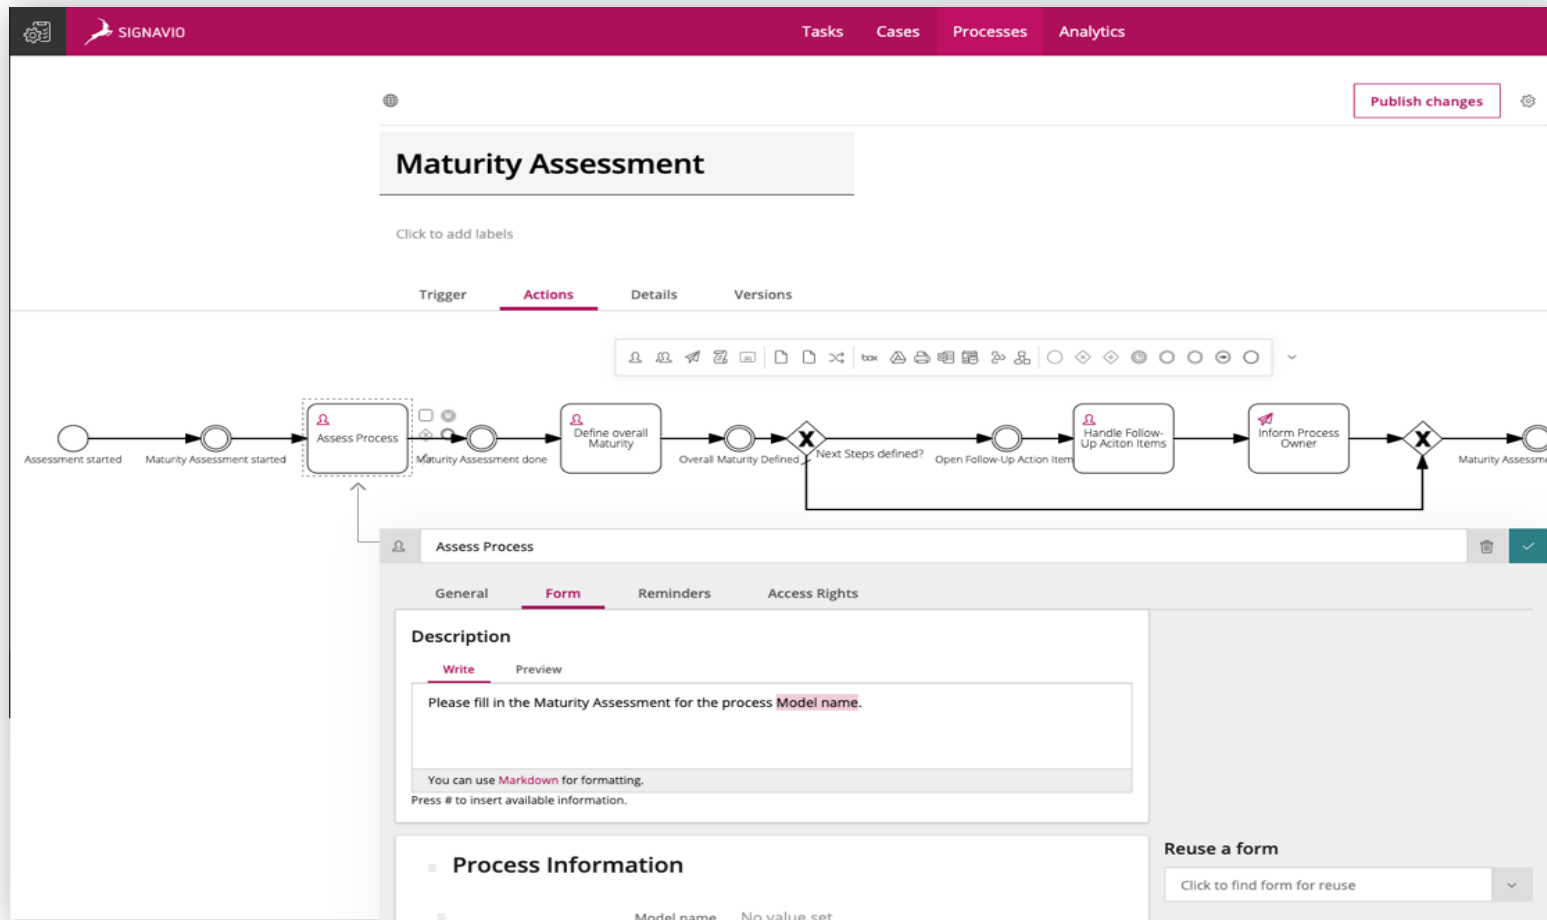 SIGNAVIO
Tasks Cases Processes Analytics
Publish changes
Maturity Assessment
Click to add labels
Trigger Actions Details Versions
box
Assess Process
Define overall
Maturity
Handle Follow-
Up Aciton Items
Inform Process
Owner
Assessment started
Maturity Assessment started
Maturity Assessment done
Overall Maturity Defined
Next Steps defined?
Open Follow-Up Action Item
Maturity Assessme
Assess Process
General Form Reminders Access Rights
Description
Write Preview
Please fill in the Maturity Assessment for the process Model name.
You can use Markdown for formatting.
Press # to insert available information.
Process Information
Reuse a form
Click to find form for reuse
Model name No value set